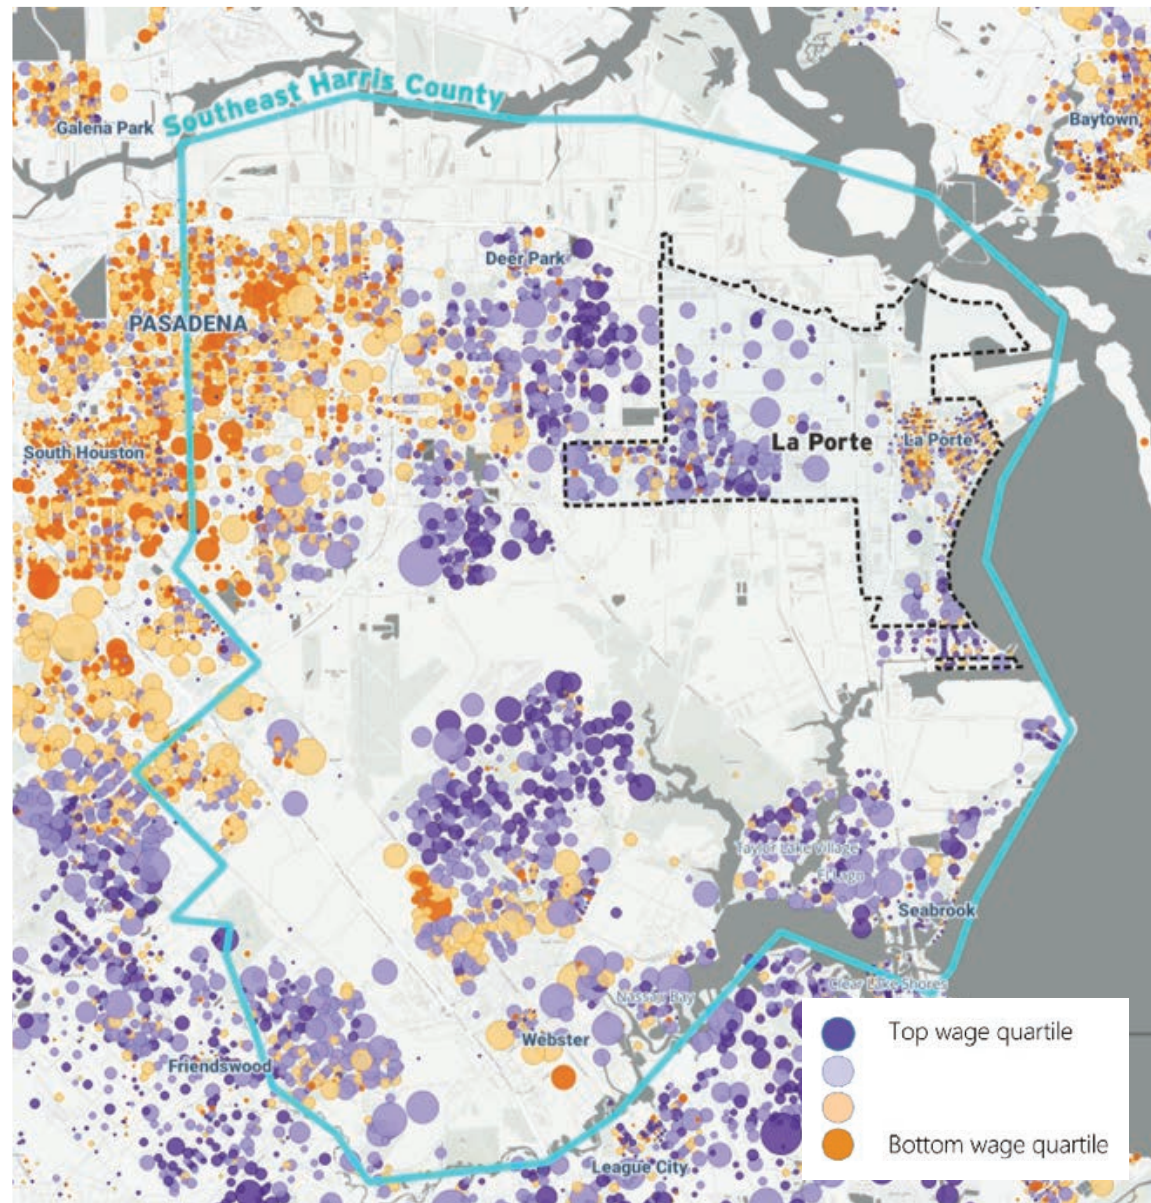 Southeast Harris County
Galena Park
Baytown
Deer Park
PASADENA
La Porte
La Porte
South Houston
Taylor Lake Village
El Lago
Seabrook
Clear Lake Shores
Nassau Bay
Webster
Friendswood
League City
Top wage quartile
Bottom wage quartile